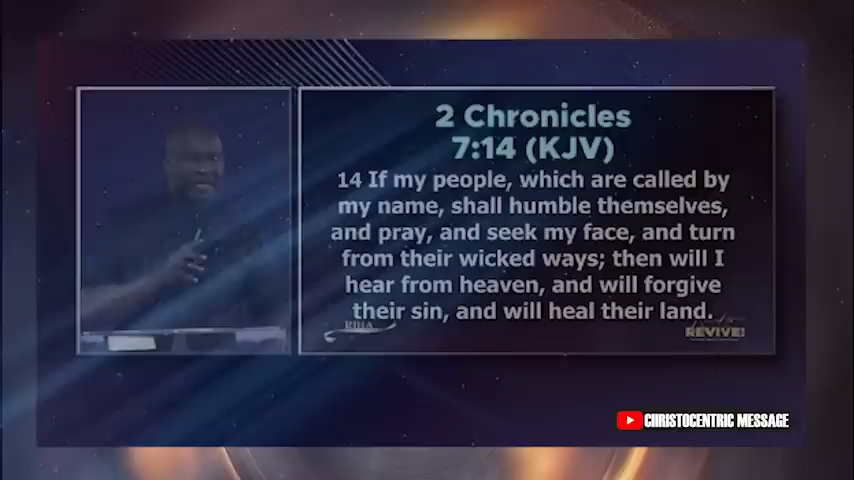 2 Chronicles
7:14 (KJV)
14 If my people, which are called by
my name, shall humble themselves,
and pray, and seek my face, and turn
from their wicked ways; then will I
hear from heaven, and will forgive
their sin, and will heal their land.
REVIVE!
CHRISTOCENTRIC MESSAGE